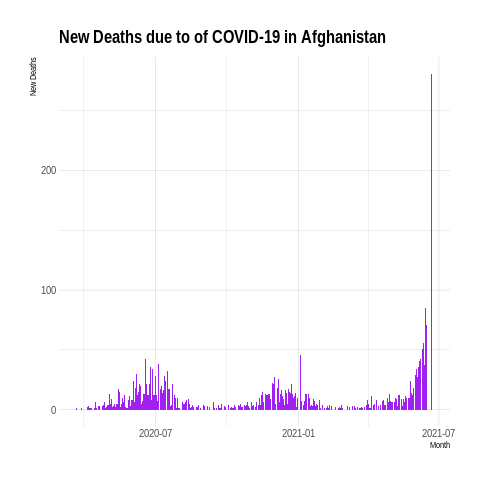 New Deaths due to of COVID-19 in Afghanistan
New Deaths
200
100
0
2020-07
2021-01
2021-07
Month